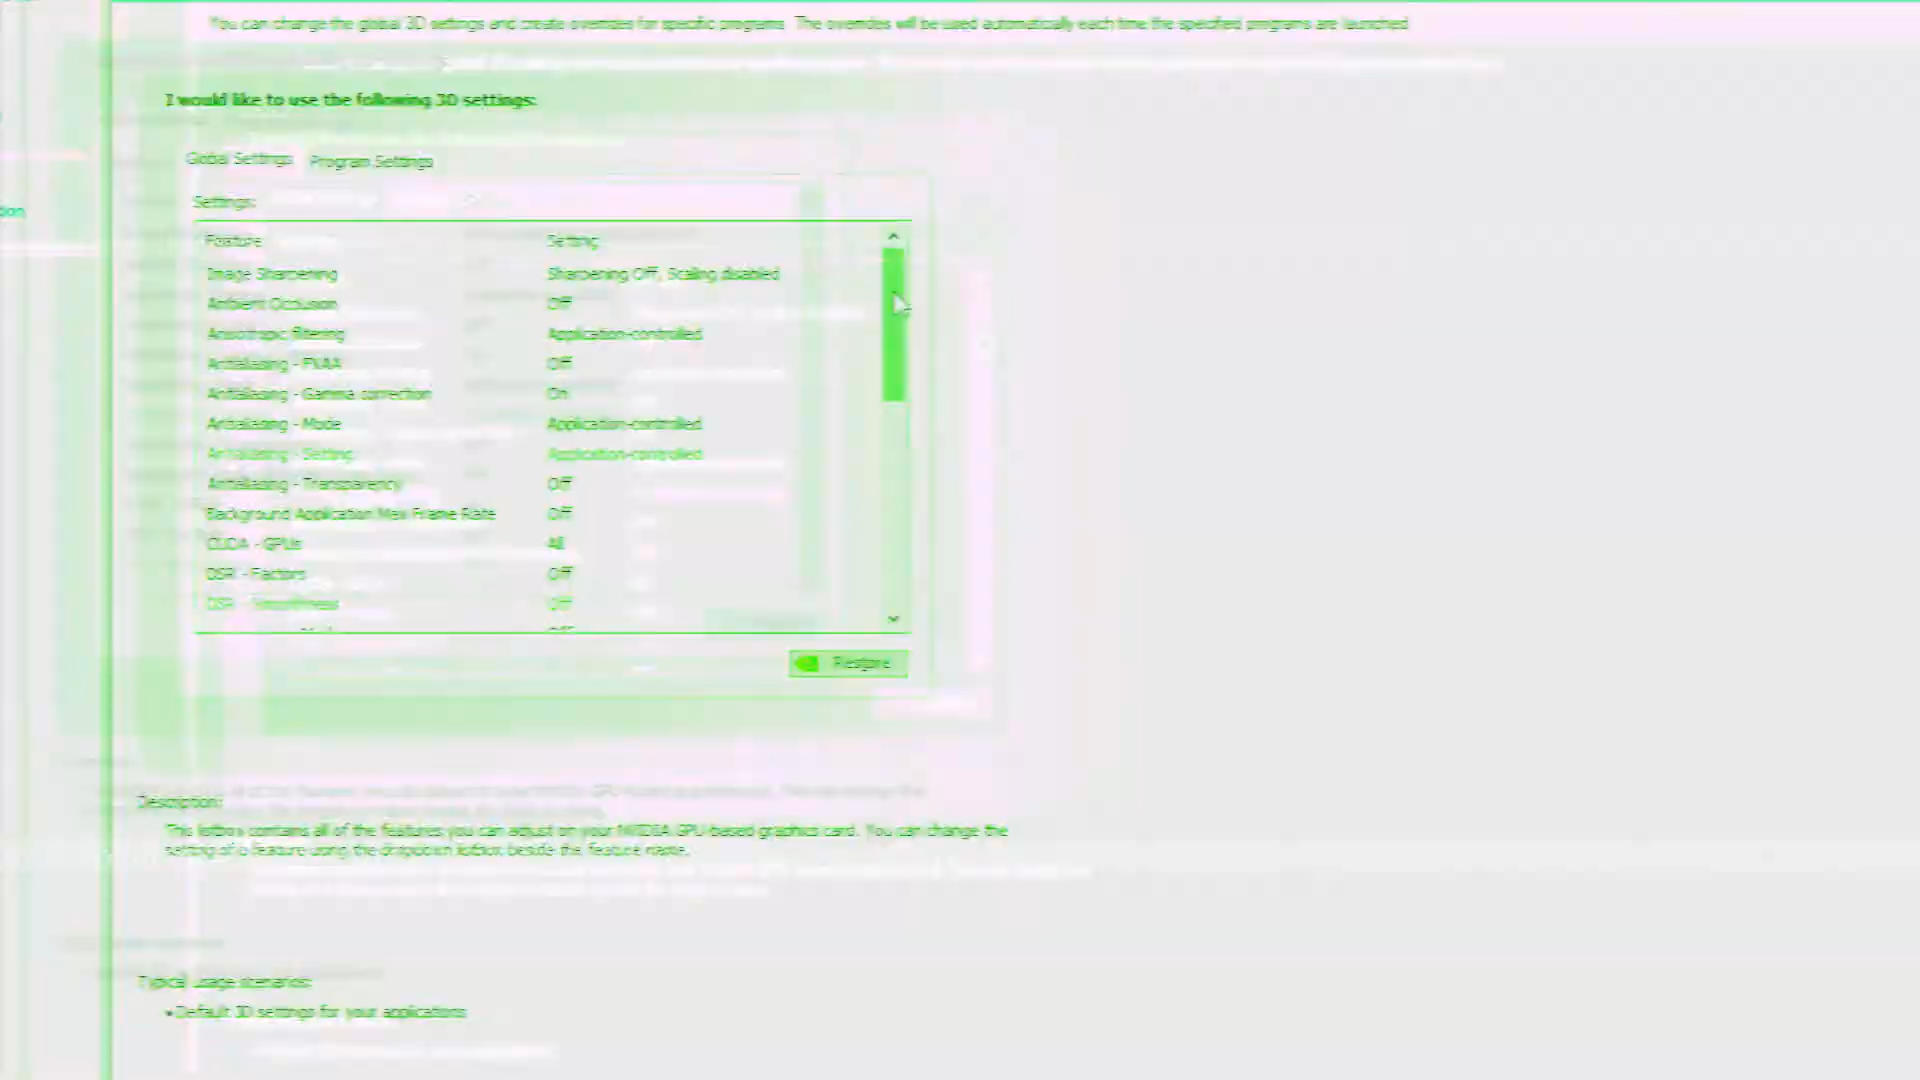 You can change the global 3D settings and create overrides for specific programs. The overrides will be used automatically each time the specified programs are launched.
I would like to use the following 3D settings:
Global Settings Program Settings
Settings:
Feature Setting
Image Sharpening Sharpening Off, Scaling disabled
Ambient Occlusion Off
Anisotropic filtering Application-controlled
Antialiasing - FXAA Off
Antialiasing - Gamma correction On
Antialiasing - Mode Application-controlled
Antialiasing - Setting Application-controlled
Antialiasing - Transparency Off
Background Application Max Frame Rate Off
CUDA - GPUs All
DSR - Factors Off
DSR - Smoothness Off
Restore
Description:
This listbox contains all of the features you can adjust on your NVIDIA GPU-based graphics card. You can change the
setting of a feature using the dropdown listbox beside the feature name.
Typical usage scenarios:
•Default 3D settings for your applications